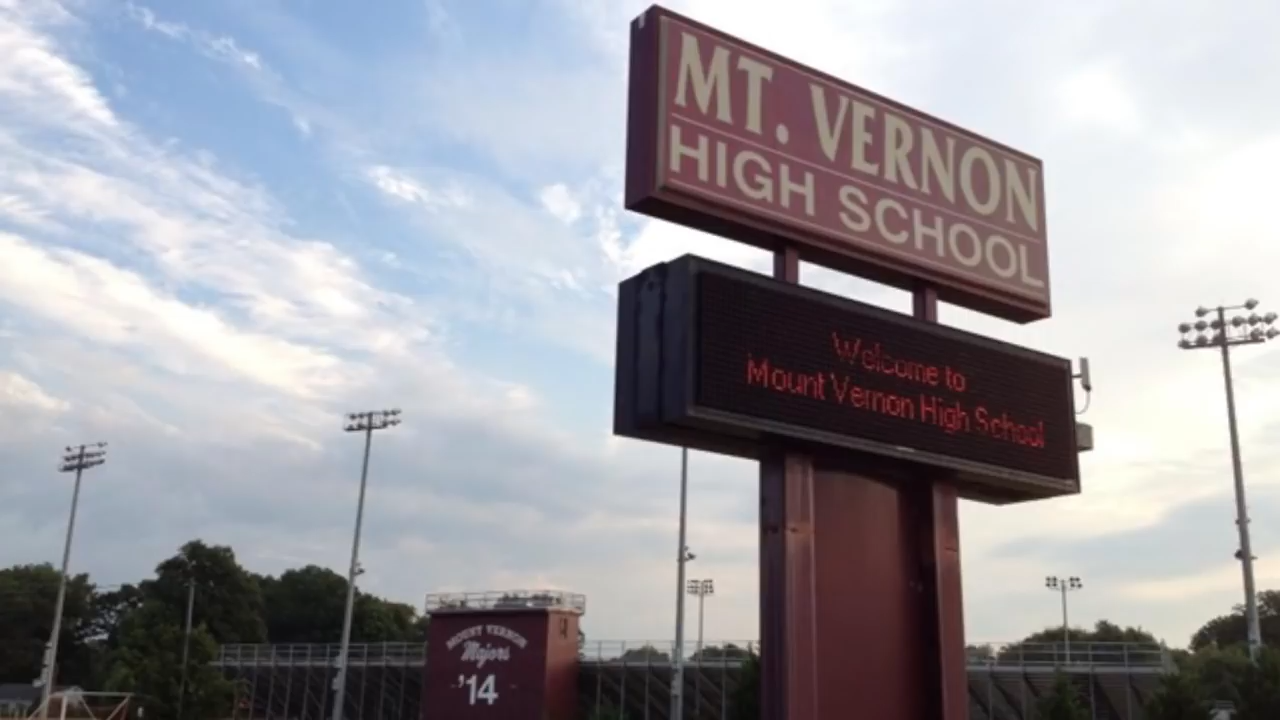 MT. VERNON
HIGH SCHOOL
Welcome to
Mount Vernon High School
MOUNT VERNON
Majors
'14